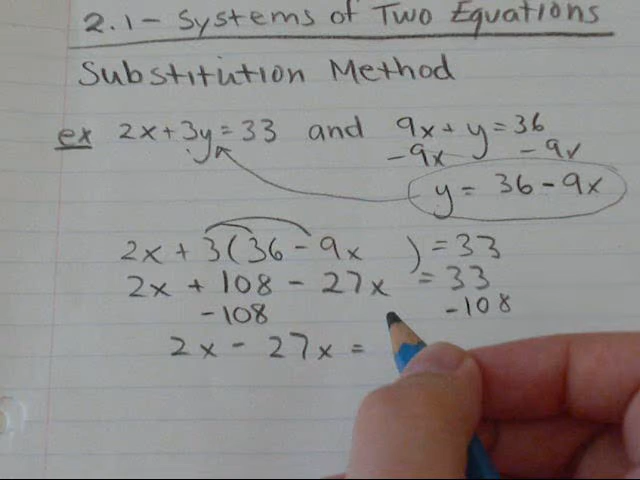 2.1 - Systems of Two Equations
Substitution Method
ex 2x + 3y = 33 and 9x + y = 36
-9x -9x
y = 36 - 9x
2x + 3(36 - 9x ) = 33
2x + 108 - 27x = 33
-108 -108
2x - 27x =